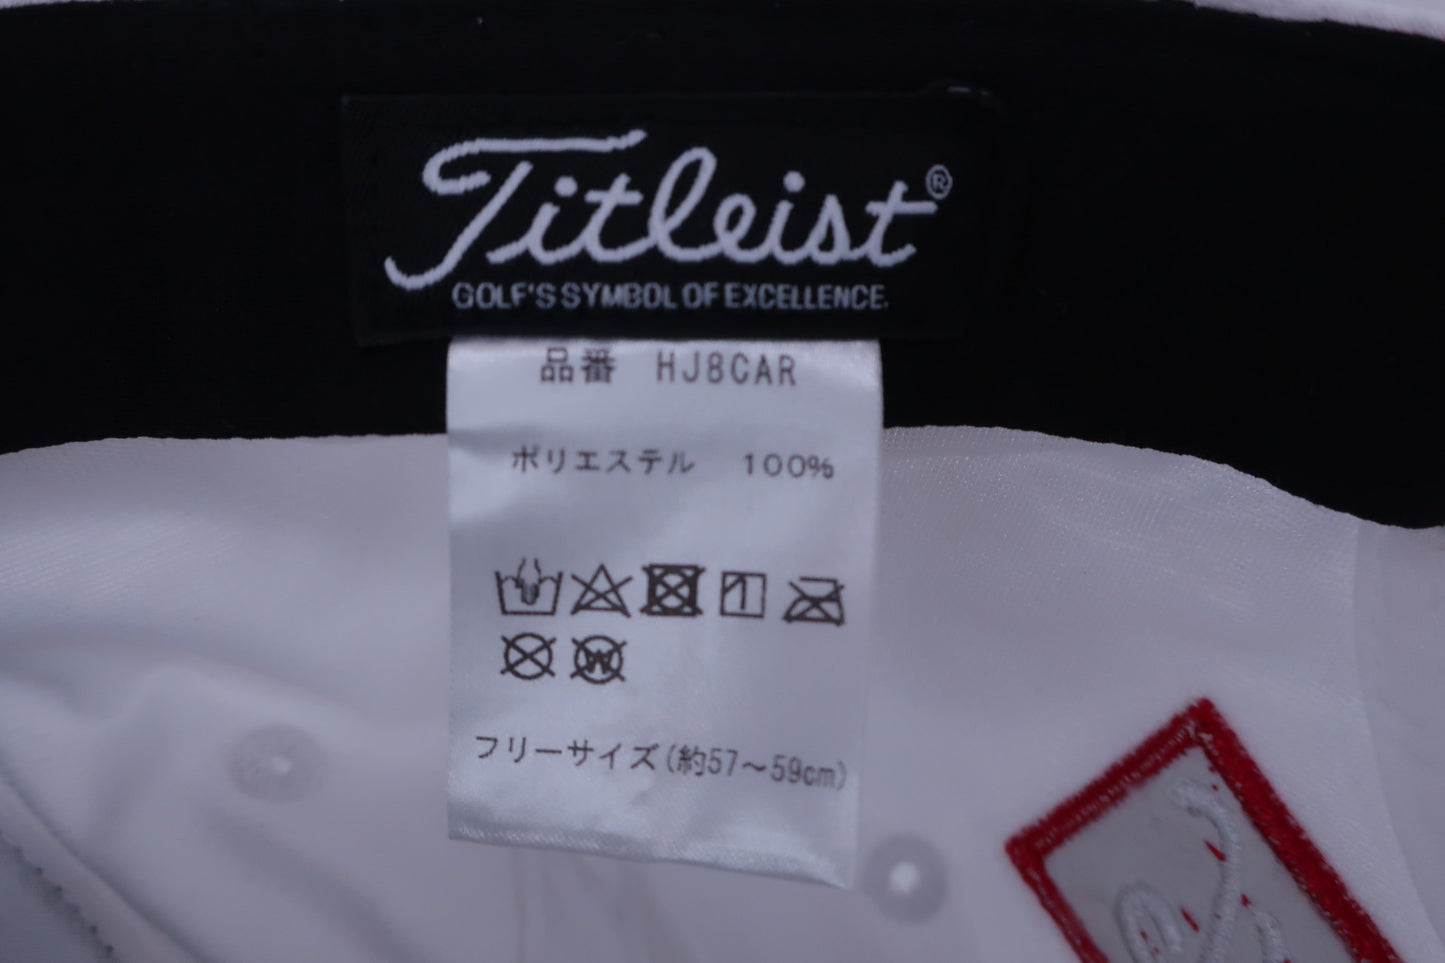 Titleist®
GOLF'S SYMBOL OF EXCELLENCE.
品番 HJ8CAR
ポリエステル 100%
W
フリーサイズ(約57〜59cm)